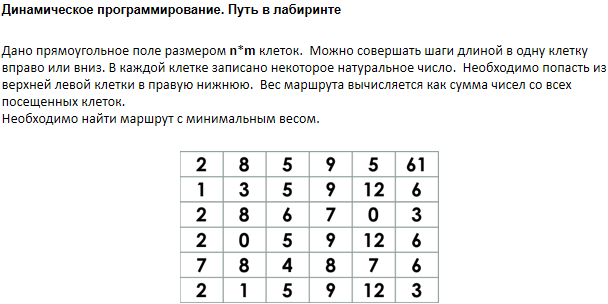 Динамическое программирование. Путь в лабиринте
Дано прямоугольное поле размером n*m клеток. Можно совершать шаги длиной в одну клетку
вправо или вниз. В каждой клетке записано некоторое натуральное число. Необходимо попасть из
верхней левой клетки в правую нижнюю. Вес маршрута вычисляется как сумма чисел со всех
посещенных клеток.
Необходимо найти маршрут с минимальным весом.
2 8 5 9 5 61
1 3 5 9 12 6
2 8 6 7 0 3
2 0 5 9 12 6
7 8 4 8 7 6
2 1 5 9 12 3